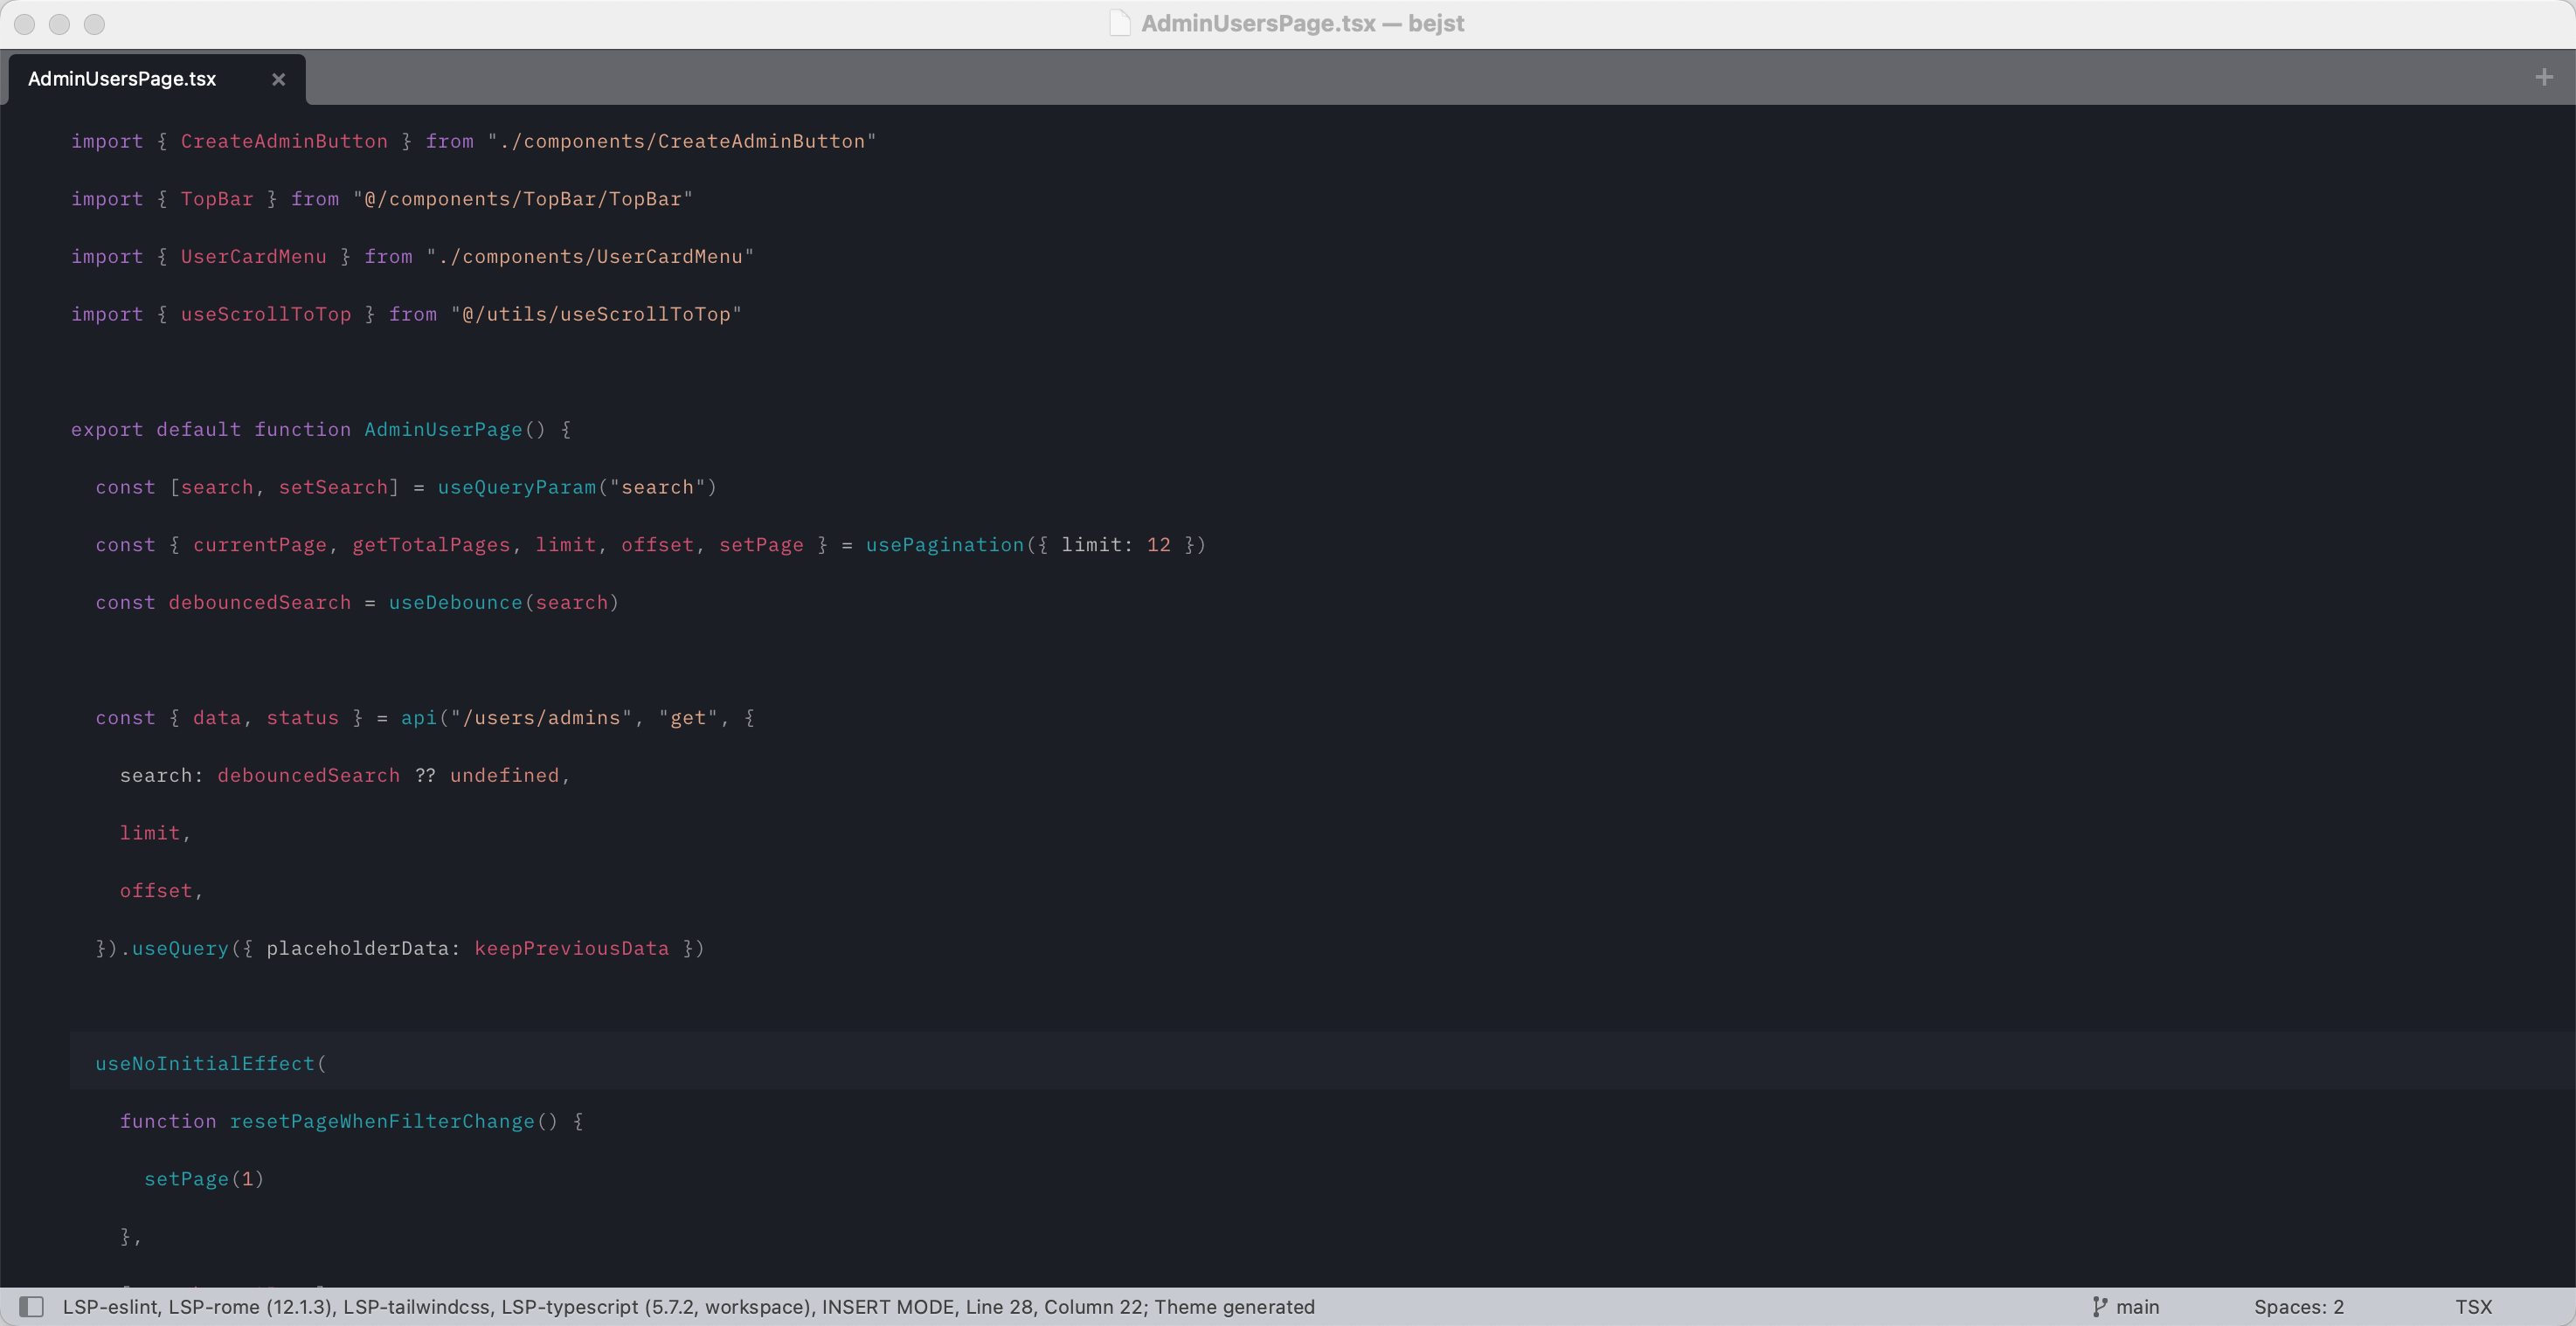 AdminUsersPage.tsx — bejst
AdminUsersPage.tsx
import { CreateAdminButton } from "./components/CreateAdminButton"
import { TopBar } from "@/components/TopBar/TopBar"
import { UserCardMenu } from "./components/UserCardMenu"
import { useScrollToTop } from "@/utils/useScrollToTop"
export default function AdminUserPage() {
const [search, setSearch] = useQueryParam("search")
const { currentPage, getTotalPages, limit, offset, setPage } = usePagination({ limit: 12 })
const debouncedSearch = useDebounce(search)
const { data, status } = api("/users/admins", "get", {
search: debouncedSearch ?? undefined,
limit,
offset,
}).useQuery({ placeholderData: keepPreviousData })
useNoInitialEffect(
function resetPageWhenFilterChange() {
setPage(1)
},
LSP-eslint, LSP-rome (12.1.3), LSP-tailwindcss, LSP-typescript (5.7.2, workspace), INSERT MODE, Line 28, Column 22; Theme generated
main
Spaces: 2
TSX